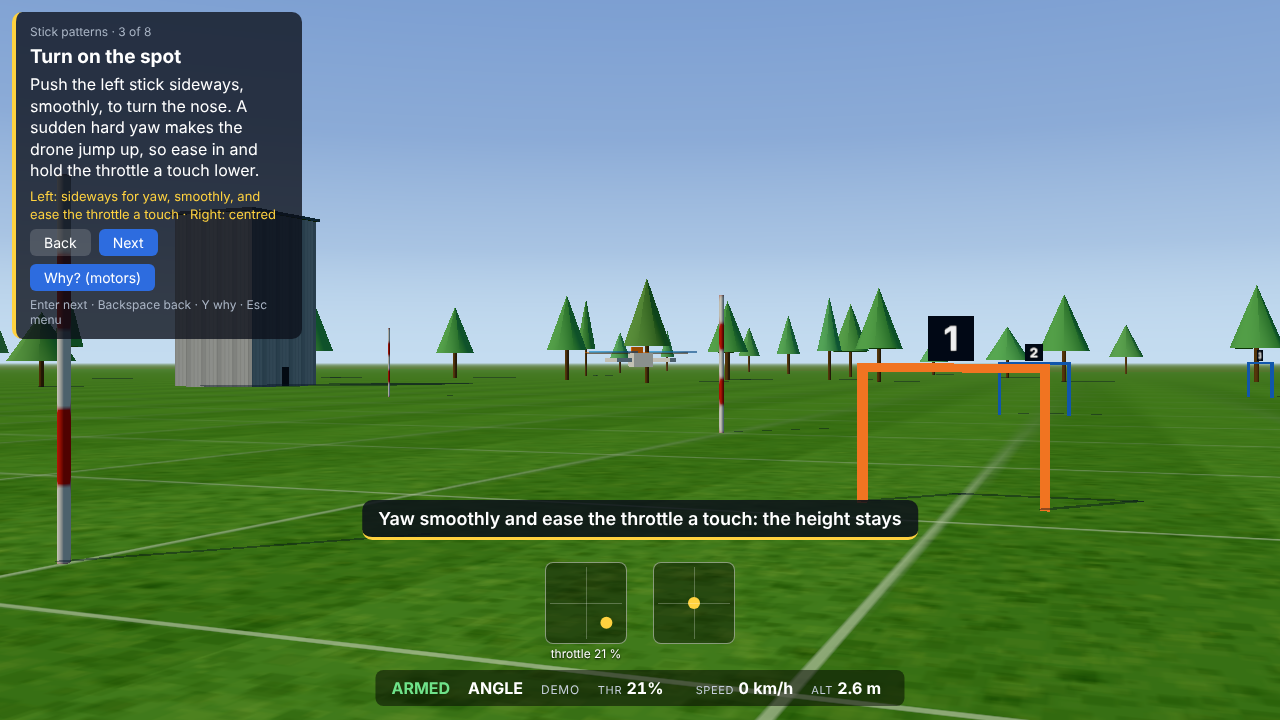 Stick patterns · 3 of 8
Turn on the spot
Push the left stick sideways,
smoothly, to turn the nose. A
sudden hard yaw makes the
drone jump up, so ease in and
hold the throttle a touch lower.
Left: sideways for yaw, smoothly, and
ease the throttle a touch · Right: centred
Back Next
Why? (motors)
Enter next · Backspace back · Y why · Esc
menu
1
2
Yaw smoothly and ease the throttle a touch: the height stays
throttle 21 %
ARMED ANGLE DEMO THR 21% SPEED 0 km/h ALT 2.6 m